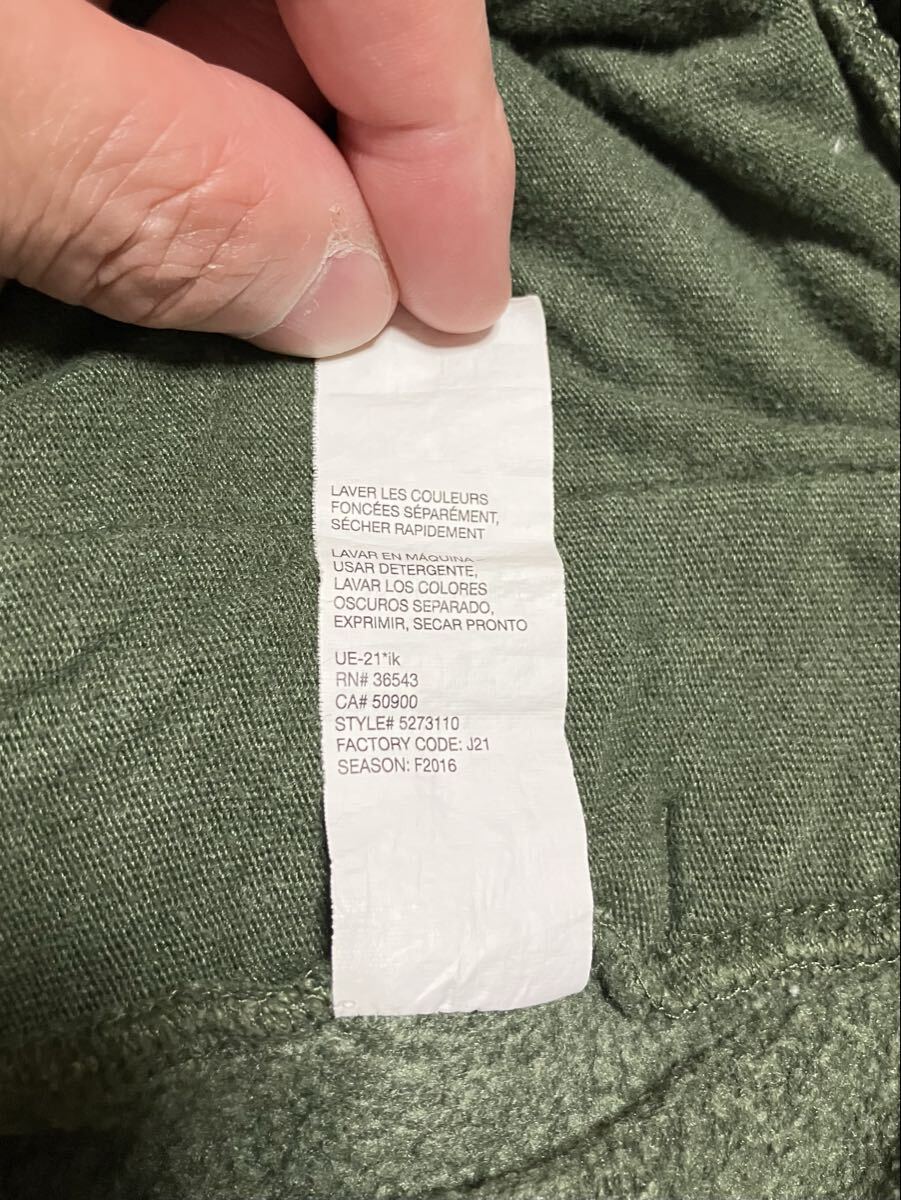 LAVER LES COULEURS
FONCÉES SÉPARÉMENT,
SÉCHER RAPIDEMENT
LAVAR EN MÁQUINA
USAR DETERGENTE,
LAVAR LOS COLORES
OSCUROS SEPARADO,
EXPRIMIR, SECAR PRONTO
UE-21*ik
RN# 36543
CA# 50900
STYLE# 5273110
FACTORY CODE: J21
SEASON: F2016